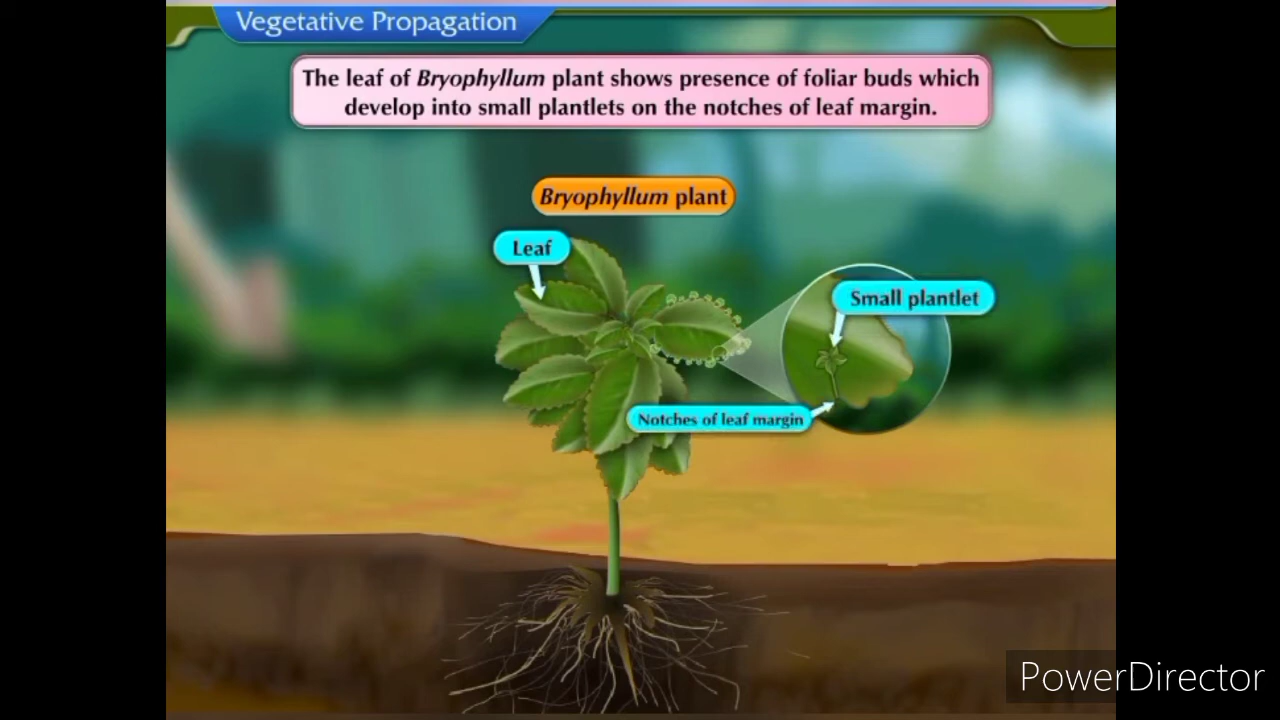 Vegetative Propagation
The leaf of Bryophyllum plant shows presence of foliar buds which
develop into small plantlets on the notches of leaf margin.
Bryophyllum plant
Leaf
Small plantlet
Notches of leaf margin
PowerDirector